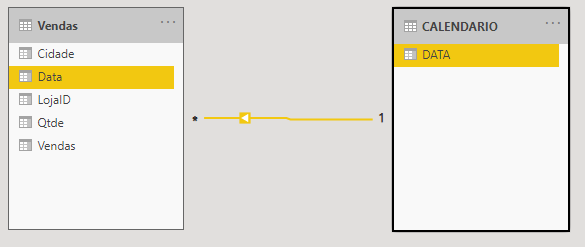 Vendas ...
Cidade
Data
LojaID
Qtde
Vendas
* 1
CALENDARIO ...
DATA